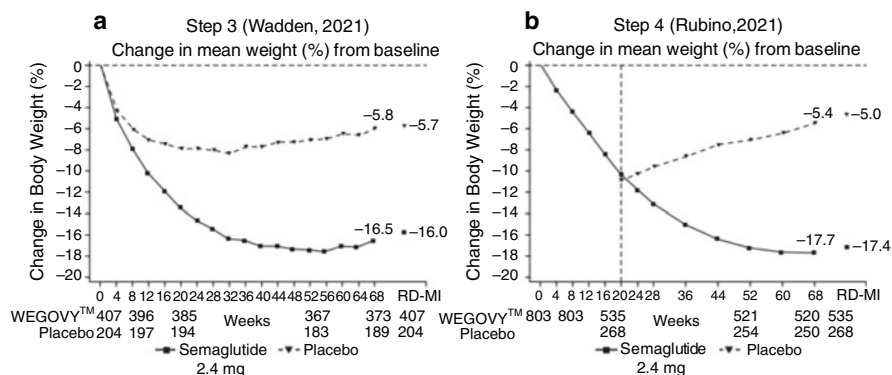 a
Step 3 (Wadden, 2021)
Change in mean weight (%) from baseline
Change in Body Weight (%)
0
−2
−4
−6
−8
−10
−12
−14
−16
−18
−20
−5.8
−5.7
−16.5
−16.0
0 4 8 12 16 20 24 28 32 36 40 44 48 52 56 60 64 68 RD-MI
WEGOVY™ 407 396 385 Weeks 367 373 407
Placebo 204 197 194 183 189 204
Semaglutide 2.4 mg
Placebo
b
Step 4 (Rubino,2021)
Change in mean weight (%) from baseline
Change in Body Weight (%)
0
−2
−4
−6
−8
−10
−12
−14
−16
−18
−20
−5.4
−5.0
−17.7
−17.4
0 4 8 12 16 20 24 28 36 44 52 60 68 RD-MI
WEGOVY™ 803 803 535 Weeks 521 520 535
Placebo 268 254 250 268
Semaglutide 2.4 mg
Placebo